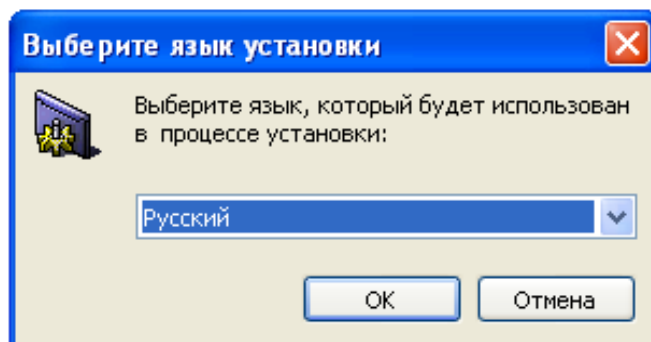 Выберите язык установки
Выберите язык, который будет использован
в процессе установки:
Русский
OK
Отмена